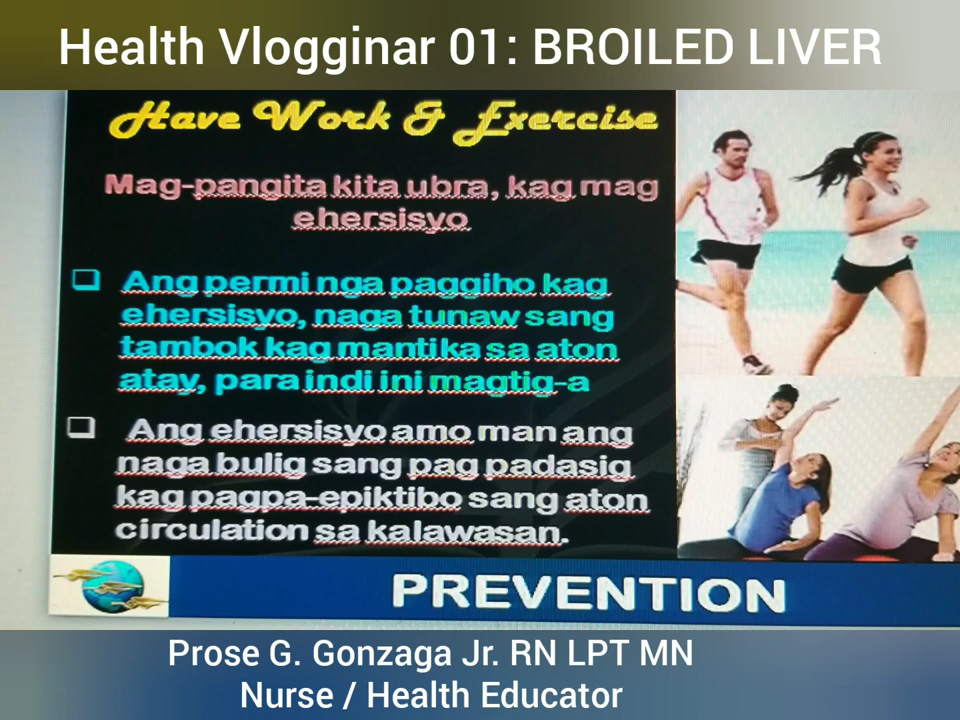 Health Vlogginar 01: BROILED LIVER
Have Work & Exercise
Mag-pangita kita ubra, kag mag
ehersisyo
Ang permi nga paggiho kag
ehersisyo, naga tunaw sang
tambok kag mantika sa aton
atay, para indi ini magtig-a
Ang ehersisyo amo man ang
naga bulig sang pag padasig
kag pagpa-epiktibo sang aton
circulation sa kalawasan.
PREVENTION
Prose G. Gonzaga Jr. RN LPT MN
Nurse / Health Educator